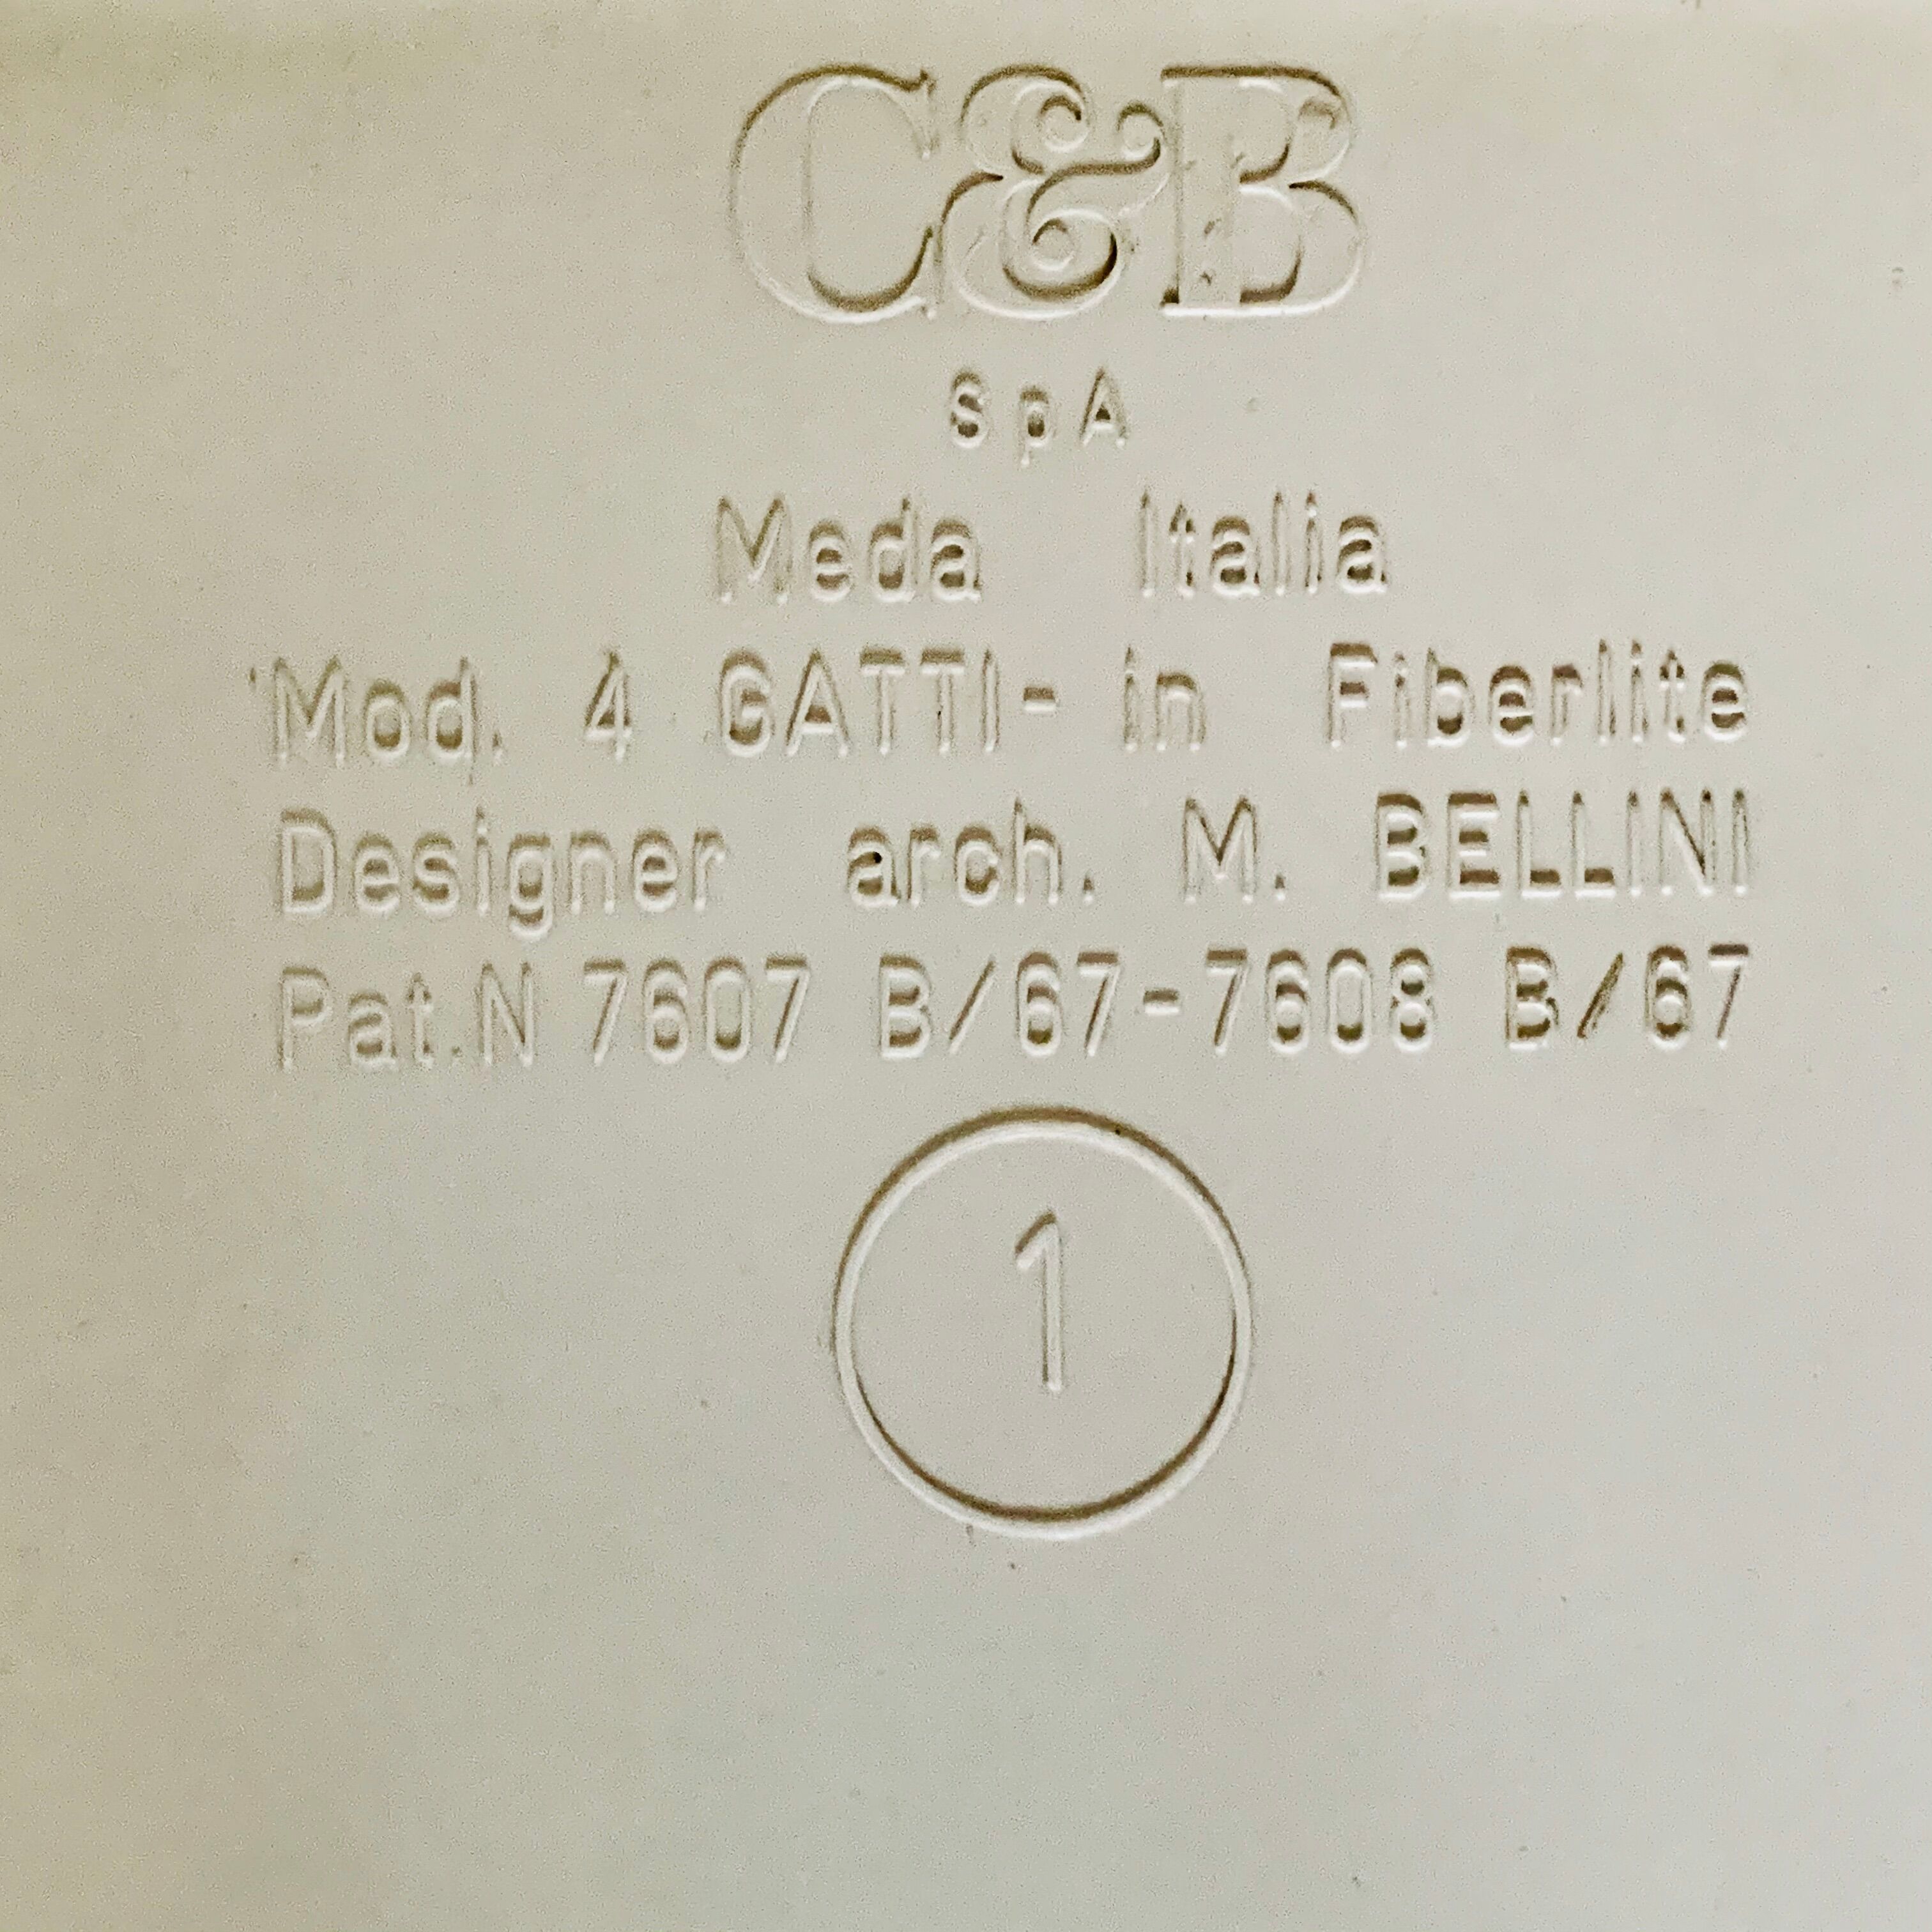 C&B
SpA
Meda Italia
Mod. 4 GATTI- in Fiberlite
Designer arch. M. BELLINI
Pat.N 7607 B/67-7608 B/67
1